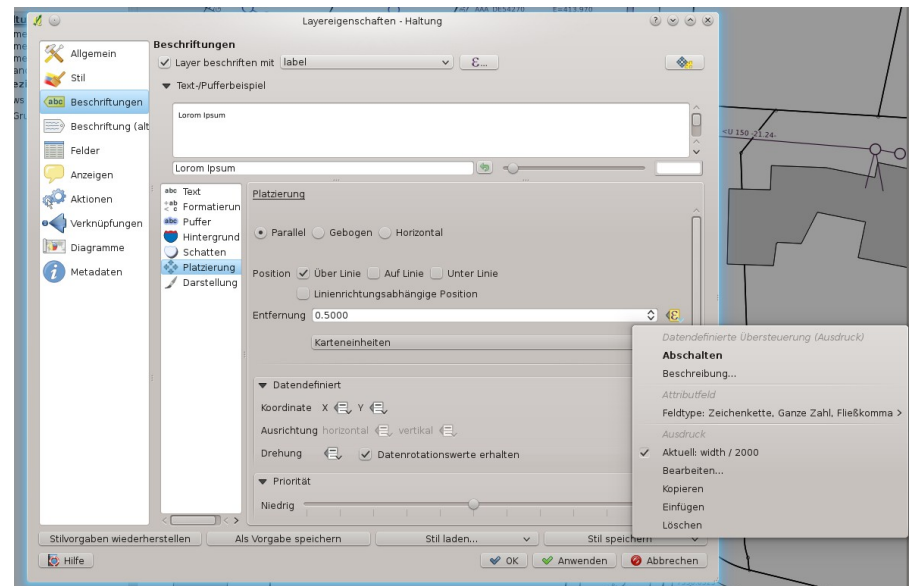 Layereigenschaften - Haltung
Allgemein
Stil
Beschriftungen
Beschriftung (alt
Felder
Anzeigen
Aktionen
Verknüpfungen
Diagramme
Metadaten
Beschriftungen
Layer beschriften mit label
ε...
Text-/Pufferbeispiel
Lorom Ipsum
Lorom Ipsum
Text
Formatierun
Puffer
Hintergrund
Schatten
Platzierung
Darstellung
Platzierung
Parallel Gebogen Horizontal
Position Über Linie Auf Linie Unter Linie
Linienrichtungsabhängige Position
Entfernung 0.5000
Karteneinheiten
Datendefiniert
Koordinate X Y
Ausrichtung horizontal vertikal
Drehung Datenrotationswerte erhalten
Priorität
Niedrig
Datendefinierte Übersteuerung (Ausdruck)
Abschalten
Beschreibung...
Attributfeld
Feldtype: Zeichenkette, Ganze Zahl, Fließkomma >
Ausdruck
Aktuell: width / 2000
Bearbeiten...
Kopieren
Einfügen
Löschen
Stilvorgaben wiederherstellen Als Vorgabe speichern Stil laden... Stil speichern
Hilfe OK Anwenden Abbrechen
<U 150 -21.24-